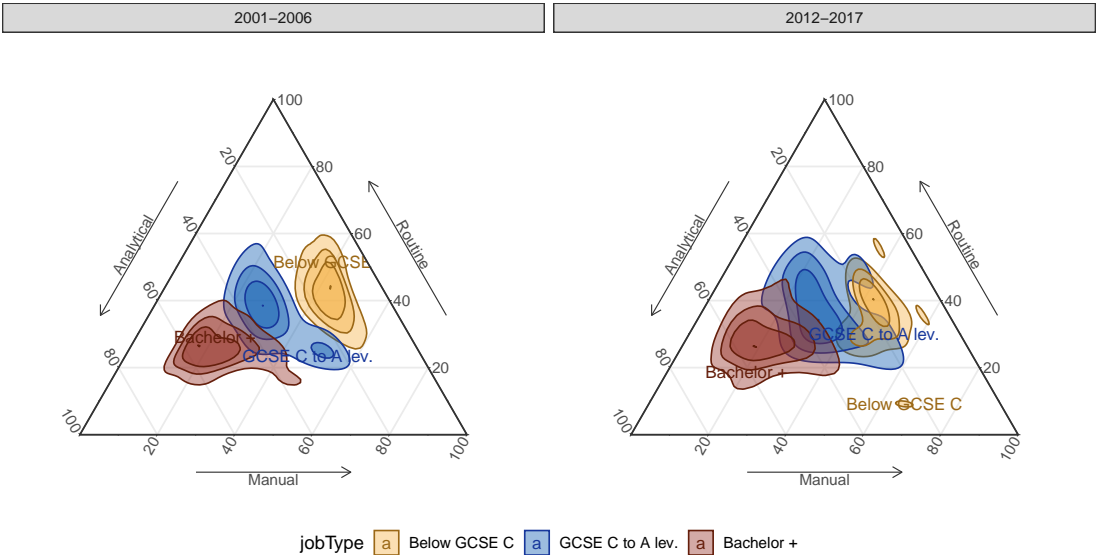 2001–2006
2012–2017
100
80
60
40
20
20
40
60
80
100
20
40
60
80
100
Analytical
Routine
Manual
Below GCSE
Bachelor +
GCSE C to A lev.
100
80
60
40
20
20
40
60
80
100
20
40
60
80
100
Analytical
Routine
Manual
GCSE C to A lev.
Bachelor +
Below GCSE C
jobType a Below GCSE C a GCSE C to A lev. a Bachelor +